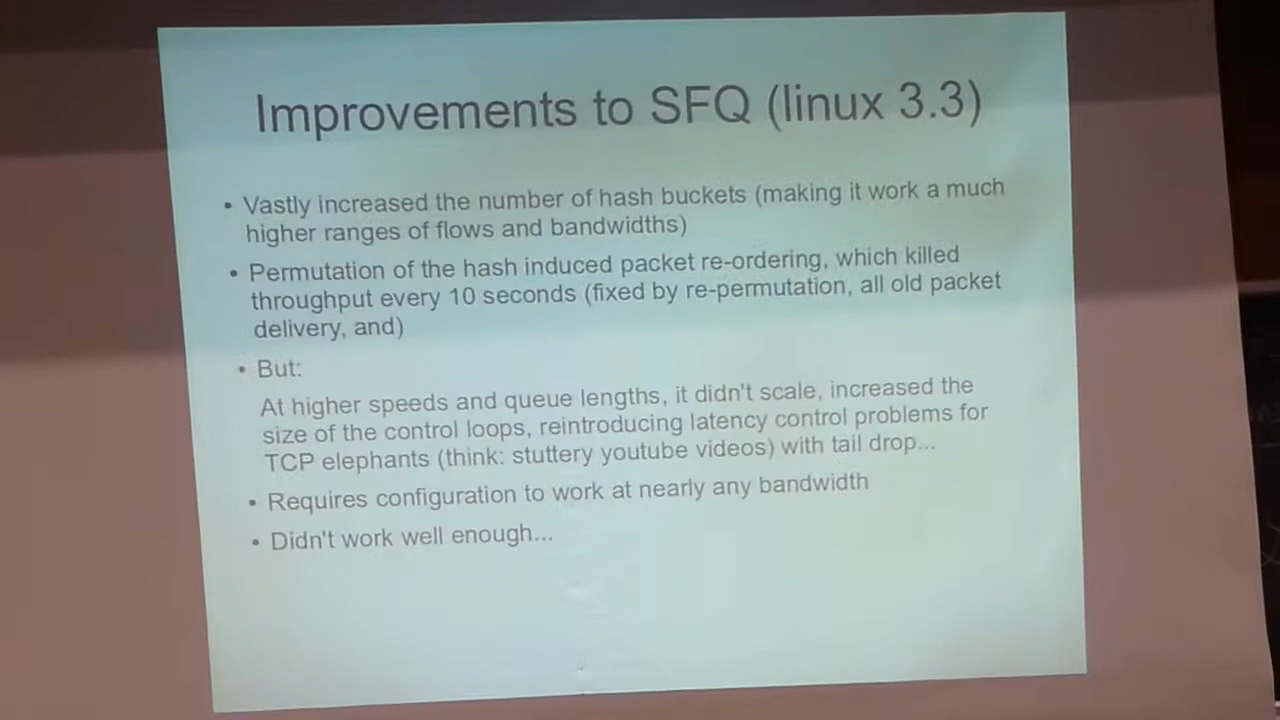 Improvements to SFQ (linux 3.3)
• Vastly increased the number of hash buckets (making it work a much
higher ranges of flows and bandwidths)
• Permutation of the hash induced packet re-ordering, which killed
throughput every 10 seconds (fixed by re-permutation, all old packet
delivery, and)
• But:
At higher speeds and queue lengths, it didn't scale, increased the
size of the control loops, reintroducing latency control problems for
TCP elephants (think: stuttery youtube videos) with tail drop...
• Requires configuration to work at nearly any bandwidth
• Didn't work well enough...